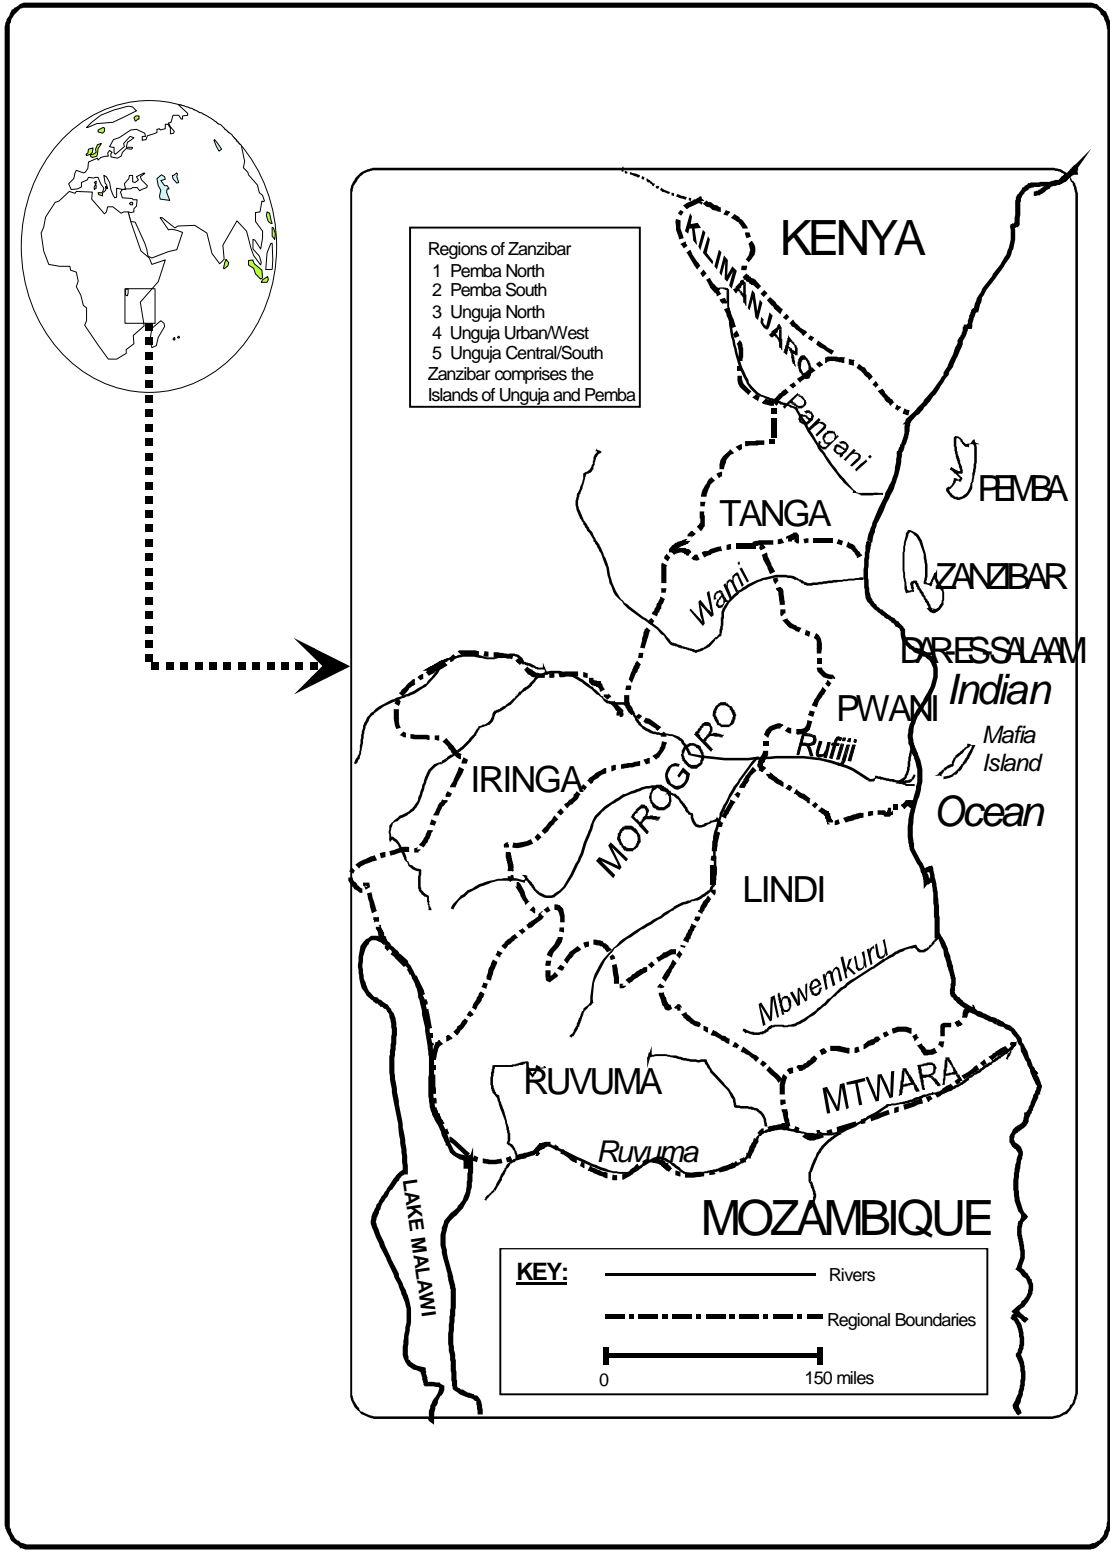 KENYA
KILIMANJARO
Regions of Zanzibar
1 Pemba North
2 Pemba South
3 Unguja North
4 Unguja Urban/West
5 Unguja Central/South
Zanzibar comprises the
Islands of Unguja and Pemba
Pangani
PEMBA
TANGA
Wami
ZANZIBAR
DAR-ES-SALAAM
Indian
PWANI
Mafia
Island
Rufiji
IRINGA
MOROGORO
Ocean
LINDI
Mbwemkuru
RUVUMA
MTWARA
Ruvuma
LAKE MALAWI
MOZAMBIQUE
KEY:
Rivers
Regional Boundaries
0
150 miles